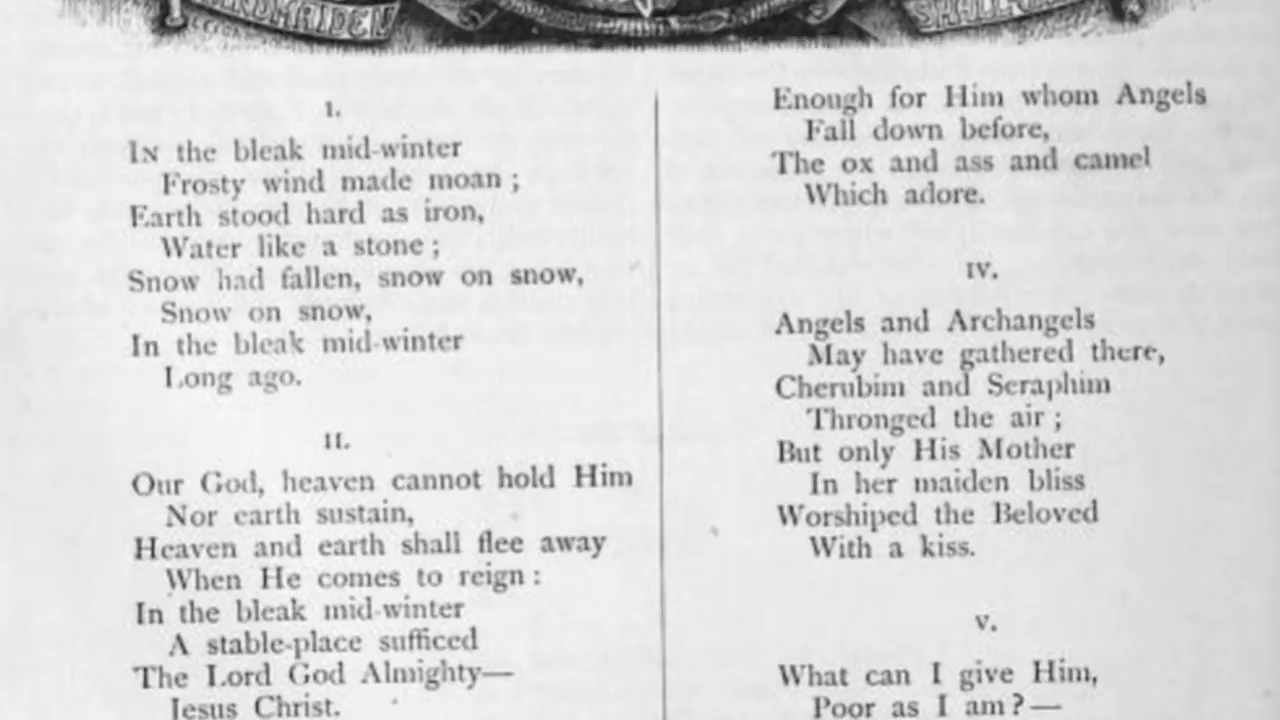 HANDMAIDEN
SHALL
I.
In the bleak mid-winter
Frosty wind made moan ;
Earth stood hard as iron,
Water like a stone ;
Snow had fallen, snow on snow,
Snow on snow,
In the bleak mid-winter
Long ago.
II.
Our God, heaven cannot hold Him
Nor earth sustain,
Heaven and earth shall flee away
When He comes to reign :
In the bleak mid-winter
A stable-place sufficed
The Lord God Almighty—
Jesus Christ.
Enough for Him whom Angels
Fall down before,
The ox and ass and camel
Which adore.
IV.
Angels and Archangels
May have gathered there,
Cherubim and Seraphim
Thronged the air ;
But only His Mother
In her maiden bliss
Worshiped the Beloved
With a kiss.
V.
What can I give Him,
Poor as I am ?—